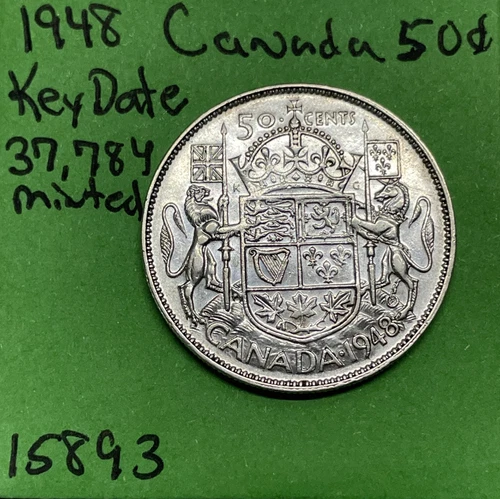 1948 Canada 50¢
Key Date
37,784
minted
50 CENTS
K G
CANADA · 1948
15893